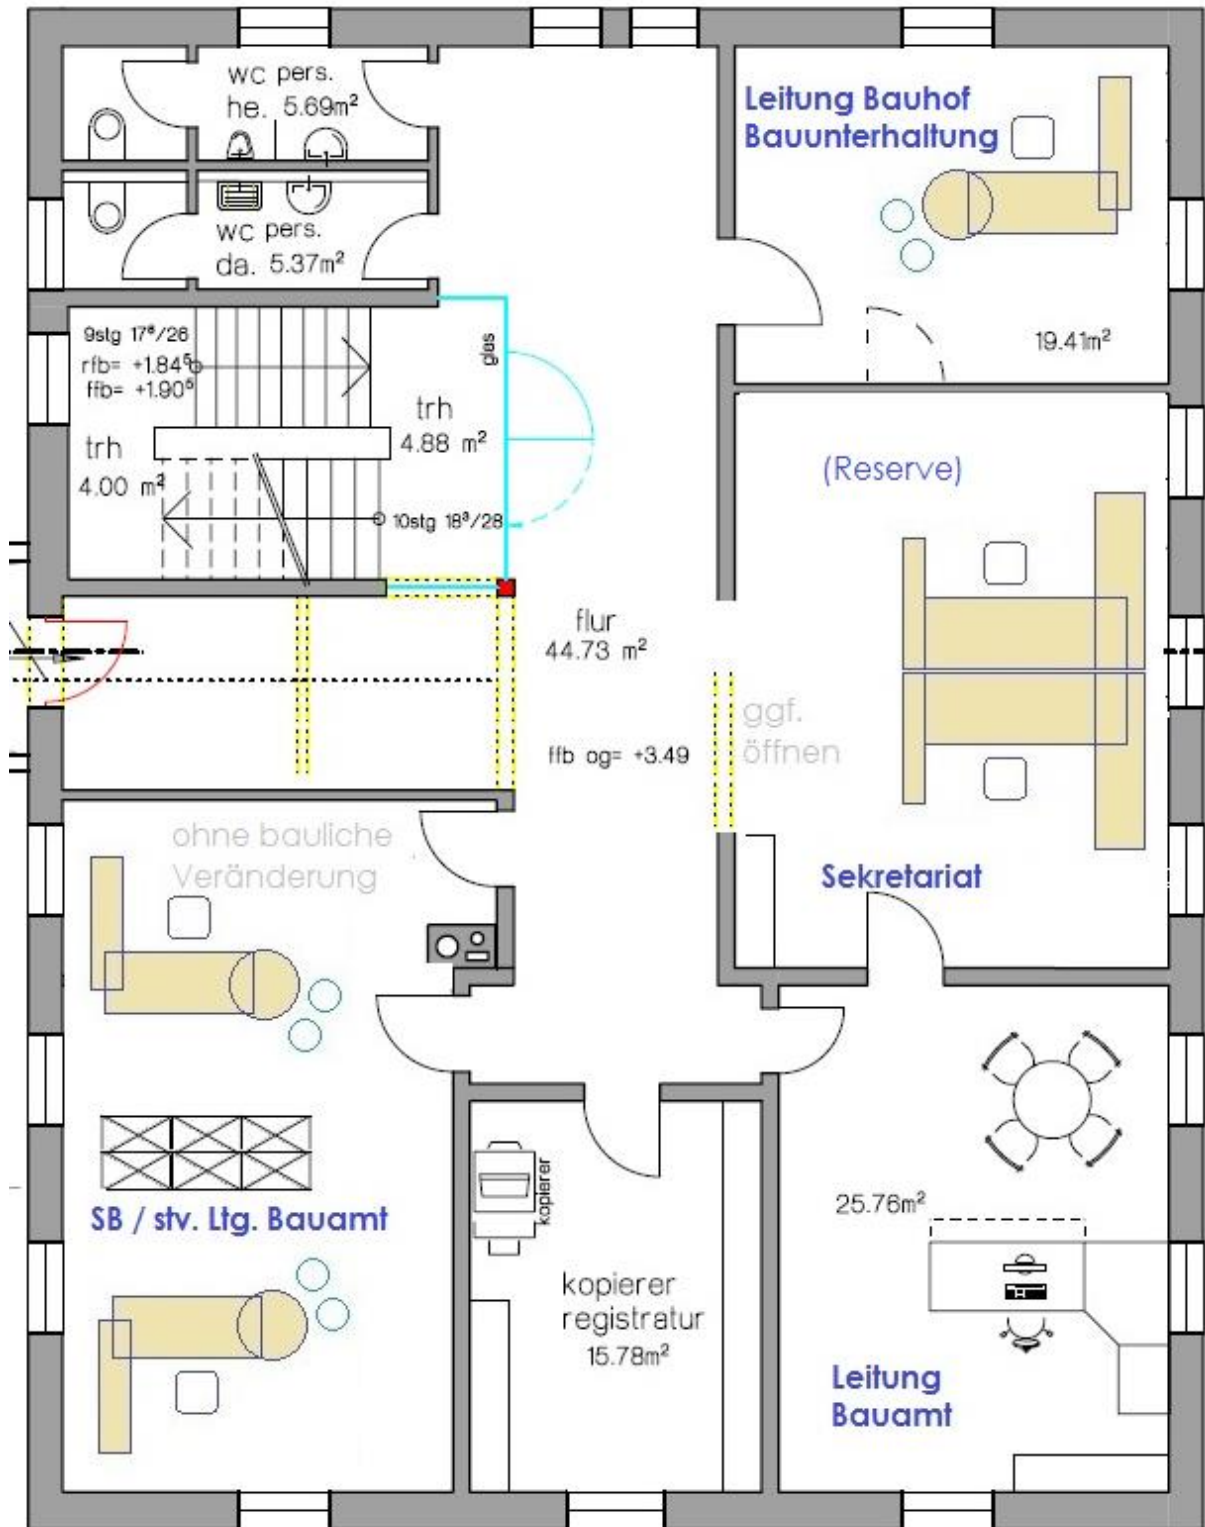 wc pers.
he. 5.69m²
Leitung Bauhof
Bauunterhaltung
wc pers.
da. 5.37m²
9stg 17⁶/26
rfb= +1.84⁵
ffb= +1.90⁵
glas
19.41m²
trh
4.88 m²
trh
4.00 m²
(Reserve)
10stg 18³/28
flur
44.73 m²
ggf.
öffnen
ffb og= +3.49
ohne bauliche
Veränderung
Sekretariat
SB / stv. Ltg. Bauamt
kopierer
25.76m²
kopierer
registratur
15.78m²
Leitung
Bauamt